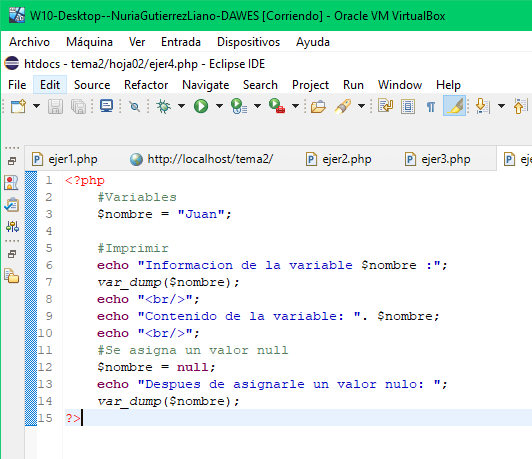 W10-Desktop--NuriaGutierrezLiano-DAWES [Corriendo] - Oracle VM VirtualBox
Archivo Máquina Ver Entrada Dispositivos Ayuda
htdocs - tema2/hoja02/ejer4.php - Eclipse IDE
File Edit Source Refactor Navigate Search Project Run Window Help
ejer1.php http://localhost/tema2/ ejer2.php ejer3.php
1 <?php
2 #Variables
3 $nombre = "Juan";
4
5 #Imprimir
6 echo "Informacion de la variable $nombre :";
7 var_dump($nombre);
8 echo "<br/>";
9 echo "Contenido de la variable: ". $nombre;
10 echo "<br/>";
11 #Se asigna un valor null
12 $nombre = null;
13 echo "Despues de asignarle un valor nulo: ";
14 var_dump($nombre);
15 ?>